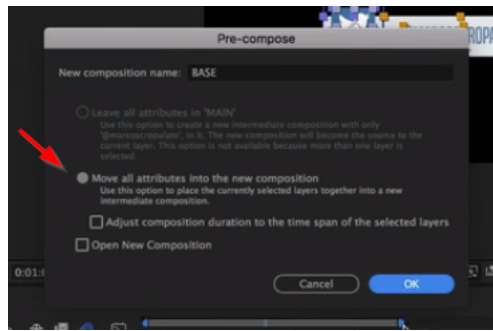 Pre-compose
New composition name: BASE
Leave all attributes in 'MAIN'
Use this option to create a new intermediate composition with only
'@marcoscropalato', in it. The new composition will become the source to the
current layer. This option is not available because more than one layer is
selected.
Move all attributes into the new composition
Use this option to place the currently selected layers together into a new
intermediate composition.
Adjust composition duration to the time span of the selected layers
Open New Composition
Cancel OK